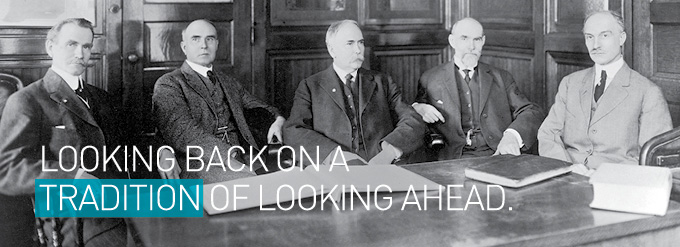 LOOKING BACK ON A
TRADITION OF LOOKING AHEAD.